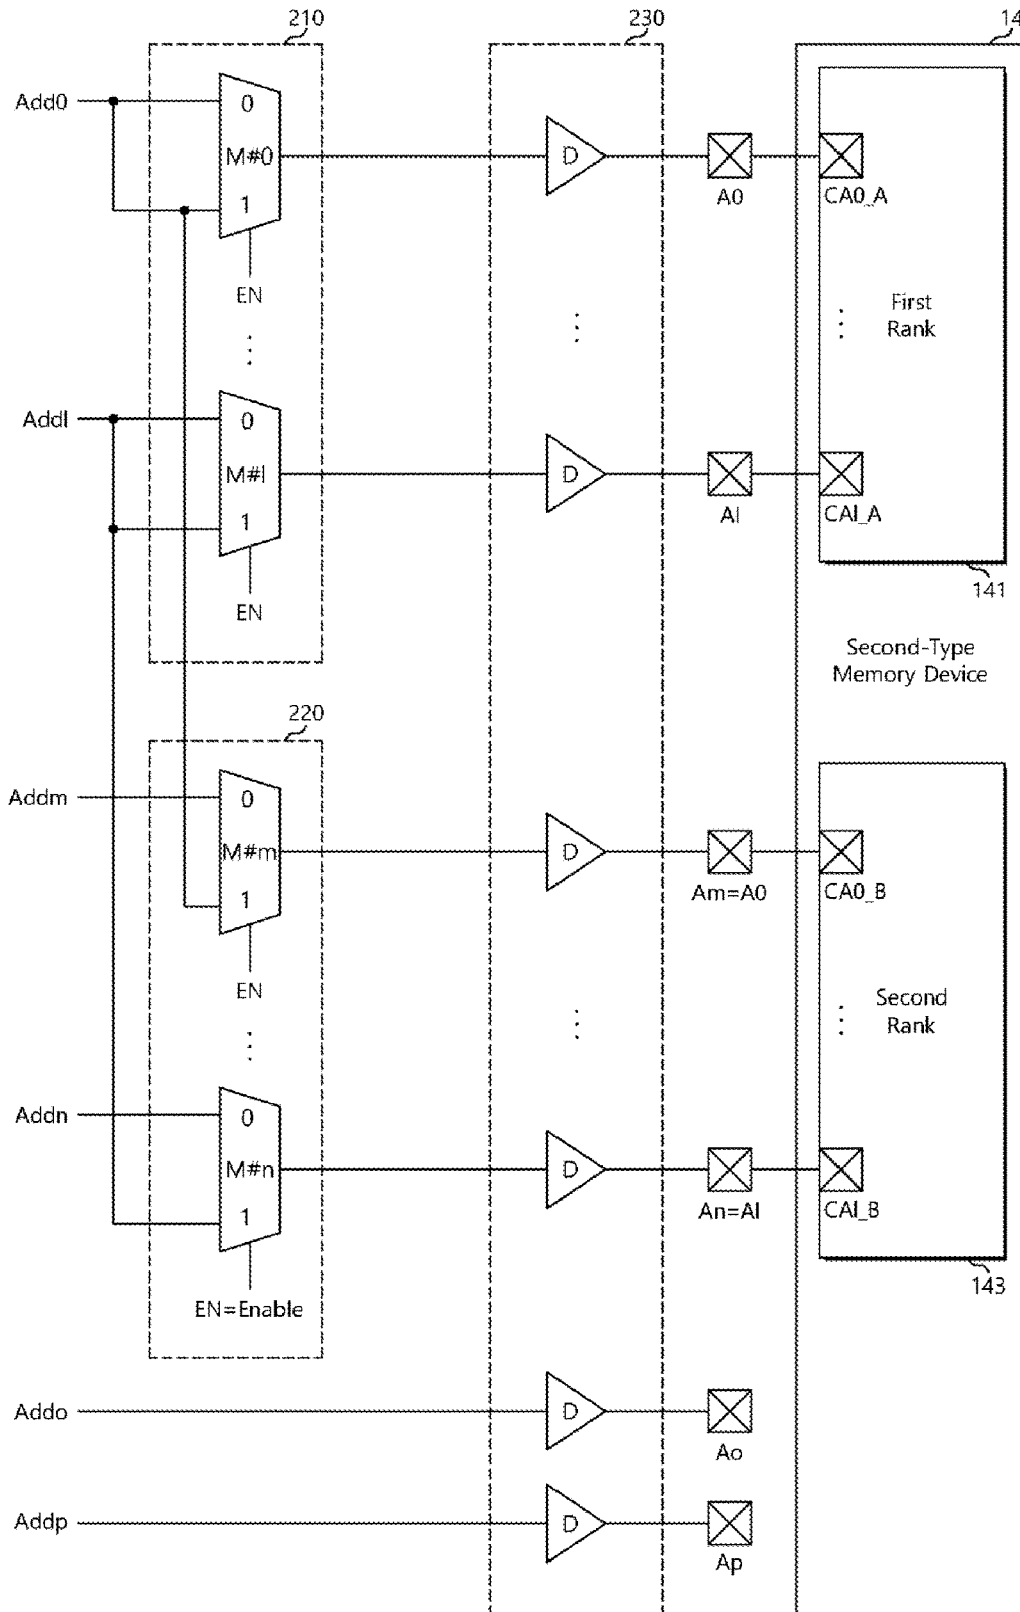 210
230
14
Add0
0
M#0
1
EN
D
A0
CA0_A
First
Rank
Addl
0
M#l
1
EN
D
Al
CAl_A
141
Second-Type
Memory Device
220
Addm
0
M#m
1
EN
D
Am=A0
CA0_B
Second
Rank
Addn
0
M#n
1
EN=Enable
D
An=Al
CAl_B
143
Addo
D
Ao
Addp
D
Ap